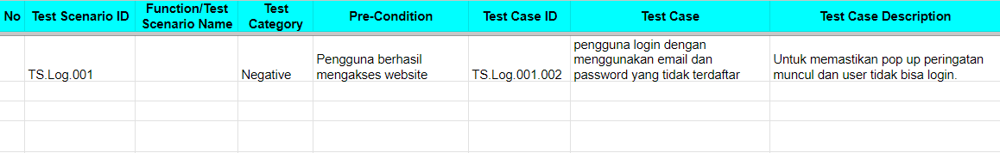 No Test Scenario ID Function/Test Scenario Name Test Category Pre-Condition Test Case ID Test Case Test Case Description
TS.Log.001 Negative Pengguna berhasil mengakses website TS.Log.001.002 pengguna login dengan menggunakan email dan password yang tidak terdaftar Untuk memastikan pop up peringatan muncul dan user tidak bisa login.